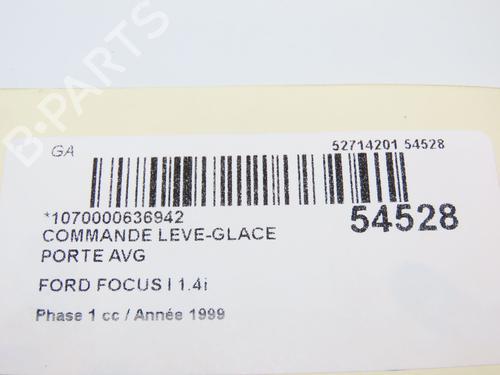 B-PARTS
GA
52714201 54528
*1070000636942
54528
COMMANDE LEVE-GLACE
PORTE AVG
FORD FOCUS I 1.4i
Phase 1 cc / Année 1999